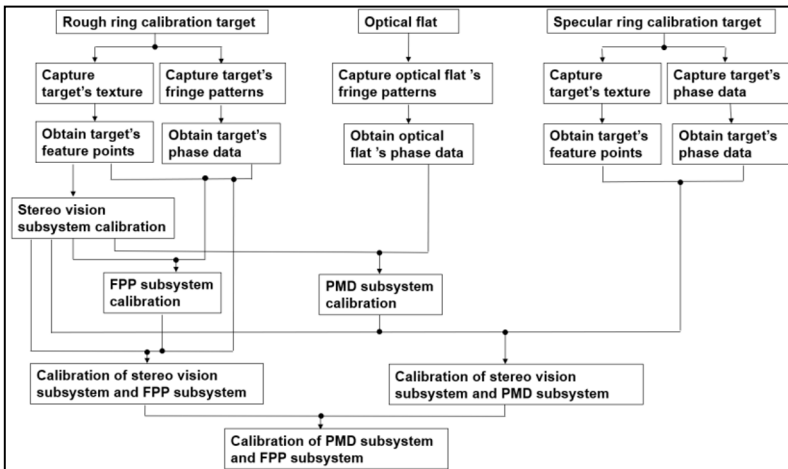 Rough ring calibration target
Optical flat
Specular ring calibration target
Capture
target's texture
Capture target's
fringe patterns
Capture optical flat 's
fringe patterns
Capture
target's texture
Capture target's
phase data
Obtain target's
feature points
Obtain target's
phase data
Obtain optical
flat 's phase data
Obtain target's
feature points
Obtain target's
phase data
Stereo vision
subsystem calibration
FPP subsystem
calibration
PMD subsystem
calibration
Calibration of stereo vision
subsystem and FPP subsystem
Calibration of stereo vision
subsystem and PMD subsystem
Calibration of PMD subsystem
and FPP subsystem